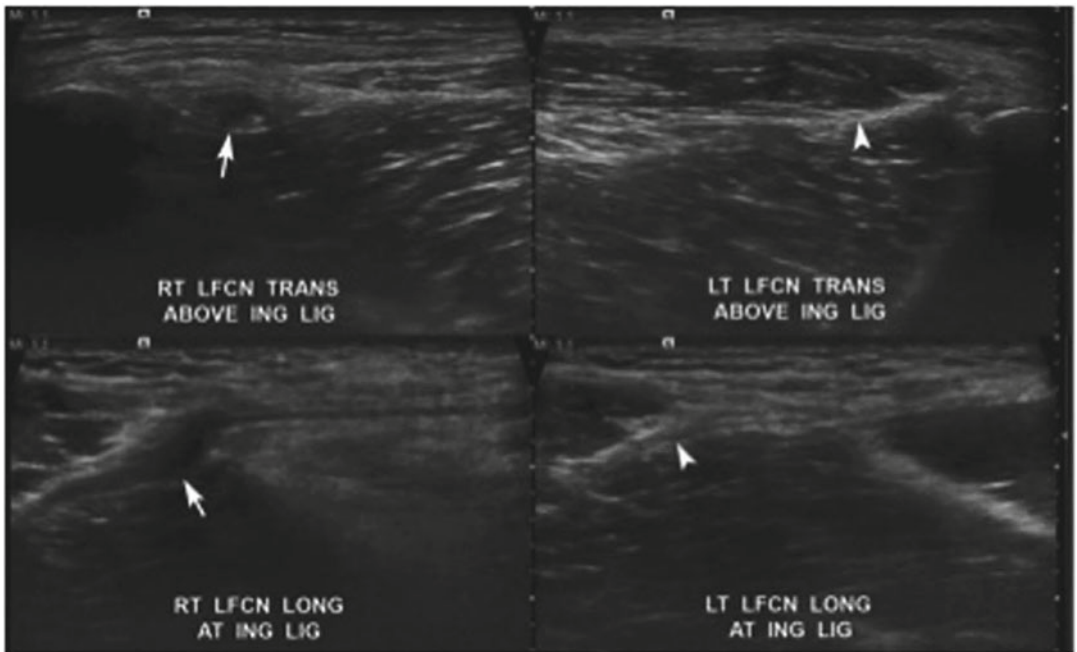 RT LFCN TRANS
ABOVE ING LIG
LT LFCN TRANS
ABOVE ING LIG
RT LFCN LONG
AT ING LIG
LT LFCN LONG
AT ING LIG